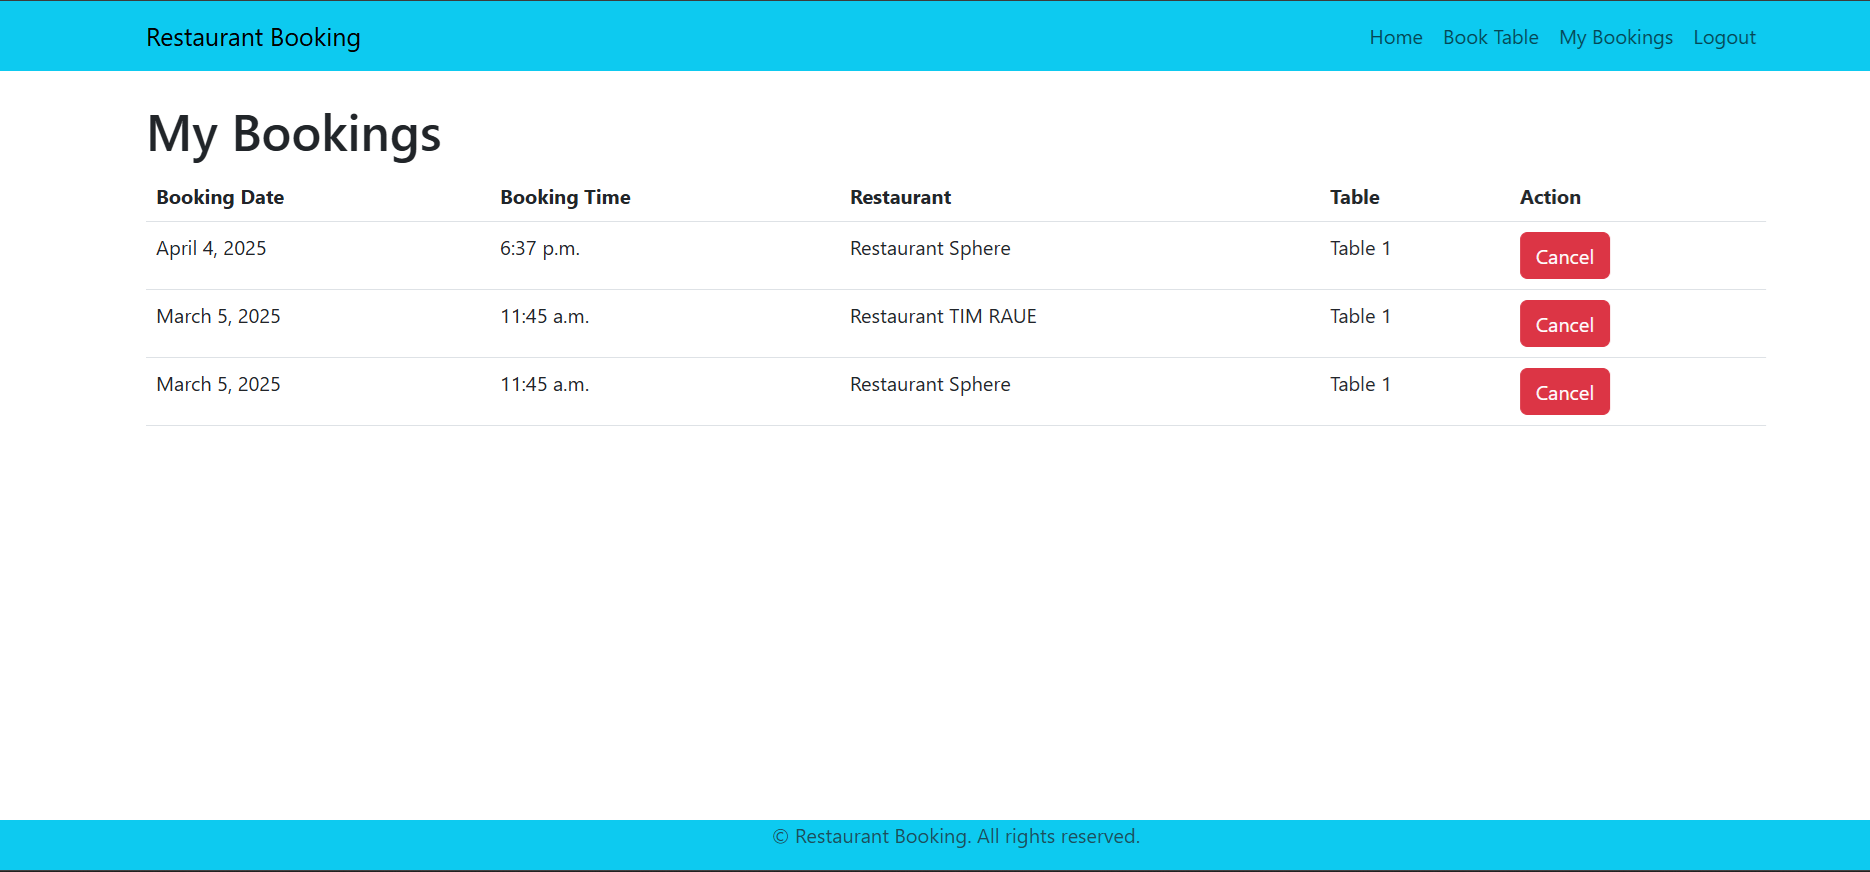 Restaurant Booking Home Book Table My Bookings Logout
My Bookings
Booking Date Booking Time Restaurant Table Action
April 4, 2025 6:37 p.m. Restaurant Sphere Table 1 Cancel
March 5, 2025 11:45 a.m. Restaurant TIM RAUE Table 1 Cancel
March 5, 2025 11:45 a.m. Restaurant Sphere Table 1 Cancel
© Restaurant Booking. All rights reserved.